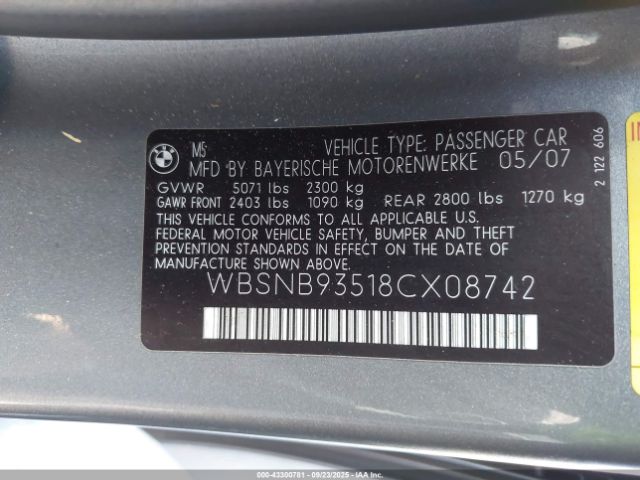 BMW
M5 VEHICLE TYPE: PASSENGER CAR
MFD BY BAYERISCHE MOTORENWERKE 05/07
GVWR 5071 lbs 2300 kg
GAWR FRONT 2403 lbs 1090 kg REAR 2800 lbs 1270 kg
THIS VEHICLE CONFORMS TO ALL APPLICABLE U.S.
FEDERAL MOTOR VEHICLE SAFETY, BUMPER AND THEFT
PREVENTION STANDARDS IN EFFECT ON THE DATE
OF MANUFACTURE SHOWN ABOVE.
WBSNB93518CX08742
2 122 606
000-43300781 - 09/23/2025 - IAAI.COM